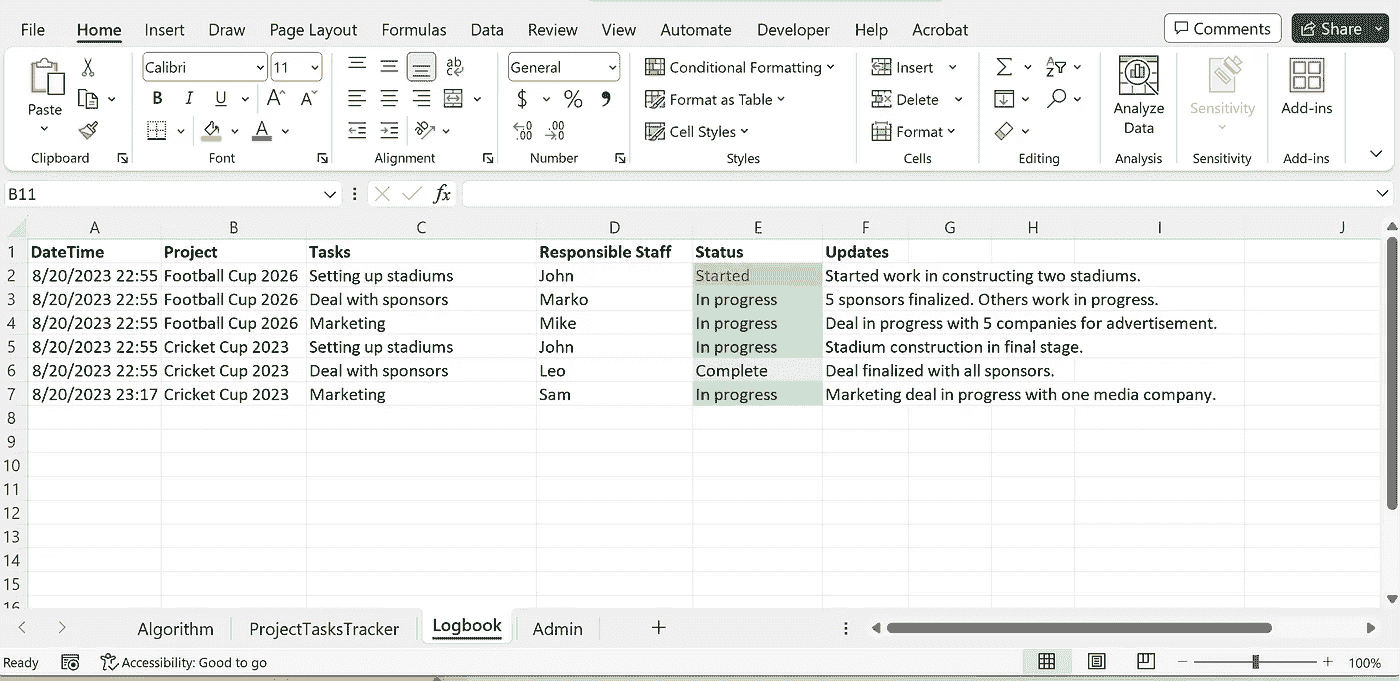 File Home Insert Draw Page Layout Formulas Data Review View Automate Developer Help Acrobat Comments Share
Calibri 11 ab General Conditional Formatting Insert
Paste B I U A A $ % 9 Format as Table Delete Analyze Data Sensitivity Add-ins
A .00 .00 Cell Styles Format
Clipboard Font Alignment Number Styles Cells Editing Analysis Sensitivity Add-ins
B11 fx
A B C D E F G H I J
1 DateTime Project Tasks Responsible Staff Status Updates
2 8/20/2023 22:55 Football Cup 2026 Setting up stadiums John Started Started work in constructing two stadiums.
3 8/20/2023 22:55 Football Cup 2026 Deal with sponsors Marko In progress 5 sponsors finalized. Others work in progress.
4 8/20/2023 22:55 Football Cup 2026 Marketing Mike In progress Deal in progress with 5 companies for advertisement.
5 8/20/2023 22:55 Cricket Cup 2023 Setting up stadiums John In progress Stadium construction in final stage.
6 8/20/2023 22:55 Cricket Cup 2023 Deal with sponsors Leo Complete Deal finalized with all sponsors.
7 8/20/2023 23:17 Cricket Cup 2023 Marketing Sam In progress Marketing deal in progress with one media company.
8
9
10
11
12
13
14
15
16
Algorithm ProjectTasksTracker Logbook Admin +
Ready Accessibility: Good to go 100%